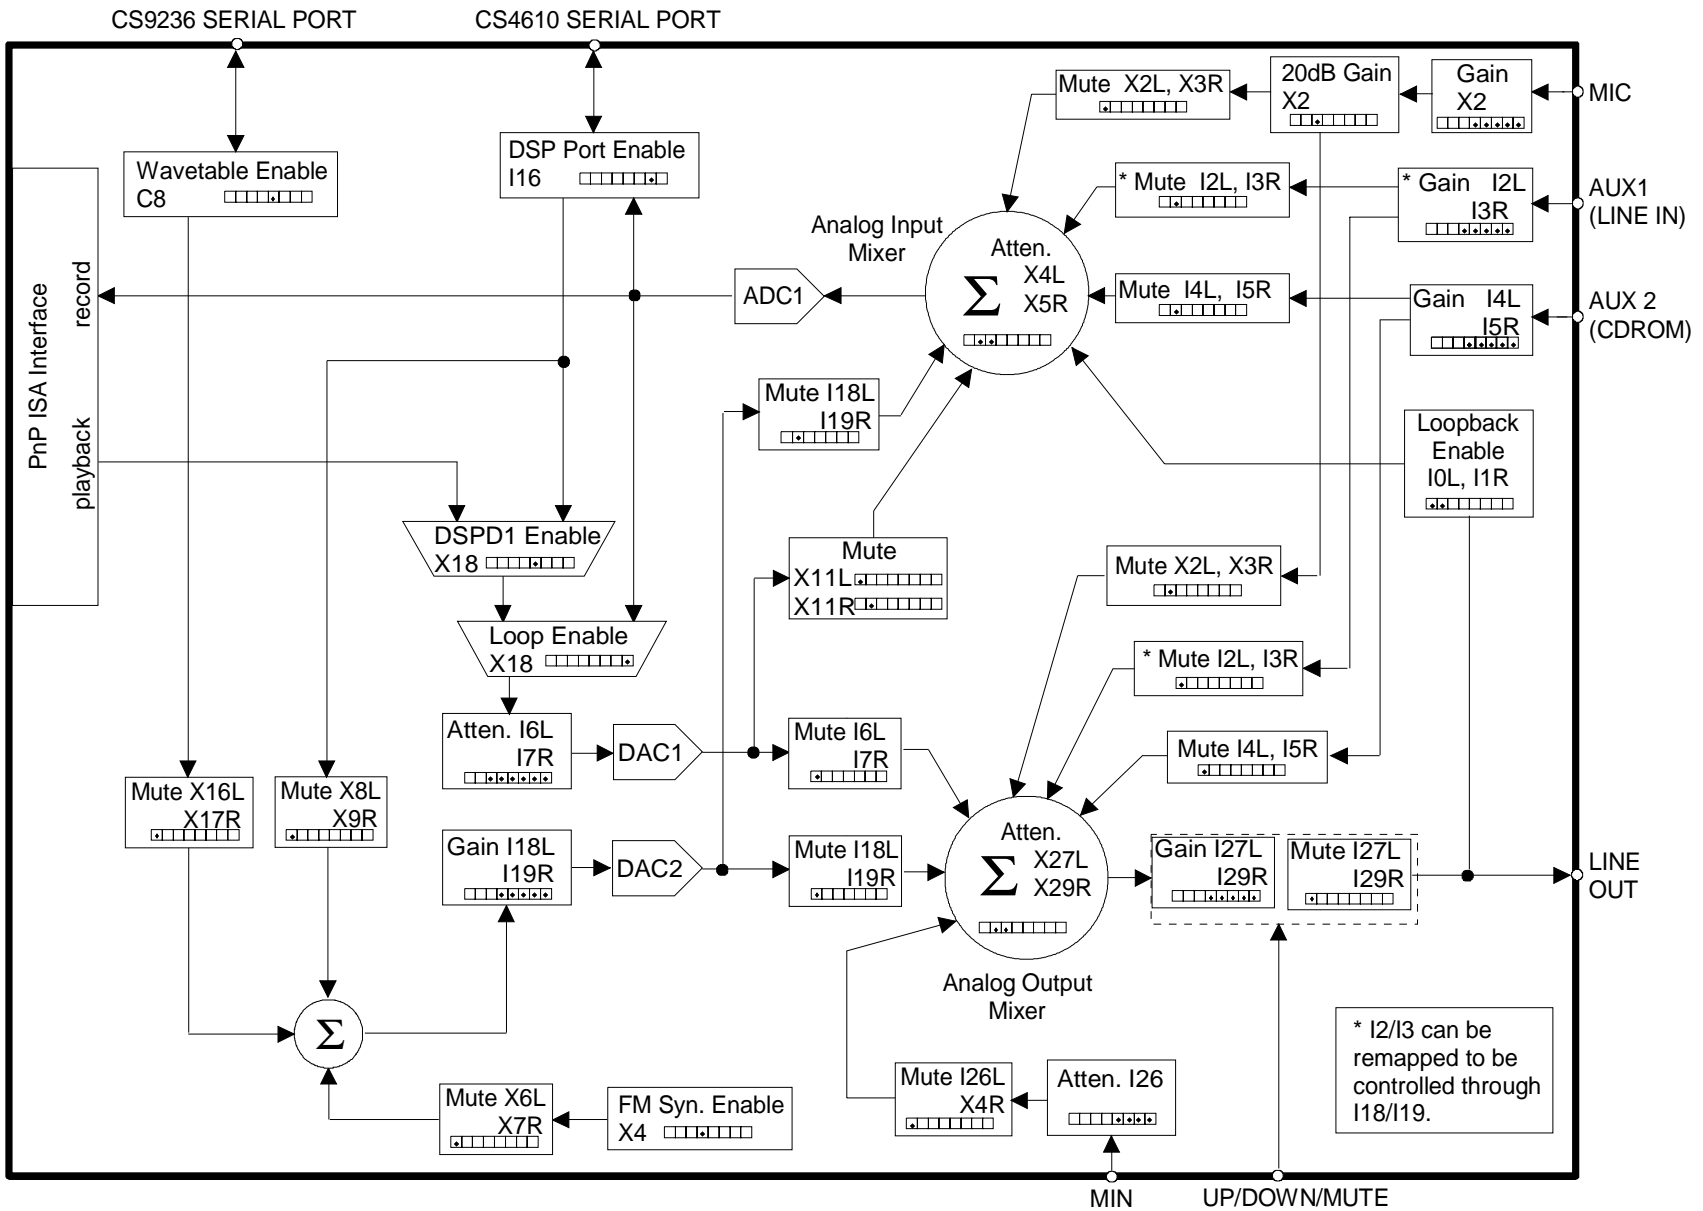 CS9236 SERIAL PORT
CS4610 SERIAL PORT
Mute X2L, X3R
20dB Gain
X2
Gain
X2
MIC
Wavetable Enable
C8
DSP Port Enable
I16
* Mute I2L, I3R
* Gain I2L
I3R
AUX1
(LINE IN)
Analog Input
Mixer
Atten.
Σ
X4L
X5R
PnP ISA Interface
record
playback
ADC1
Mute I4L, I5R
Gain I4L
I5R
AUX 2
(CDROM)
Mute I18L
I19R
Loopback
Enable
I0L, I1R
DSPD1 Enable
X18
Mute
X11L
X11R
Mute X2L, X3R
Loop Enable
X18
* Mute I2L, I3R
Atten. I6L
I7R
DAC1
Mute I6L
I7R
Mute I4L, I5R
Mute X16L
X17R
Mute X8L
X9R
Gain I18L
I19R
DAC2
Mute I18L
I19R
Atten.
Σ
X27L
X29R
Gain I27L
I29R
Mute I27L
I29R
LINE
OUT
Analog Output
Mixer
Σ
* I2/I3 can be
remapped to be
controlled through
I18/I19.
Mute X6L
X7R
FM Syn. Enable
X4
Mute I26L
X4R
Atten. I26
MIN
UP/DOWN/MUTE